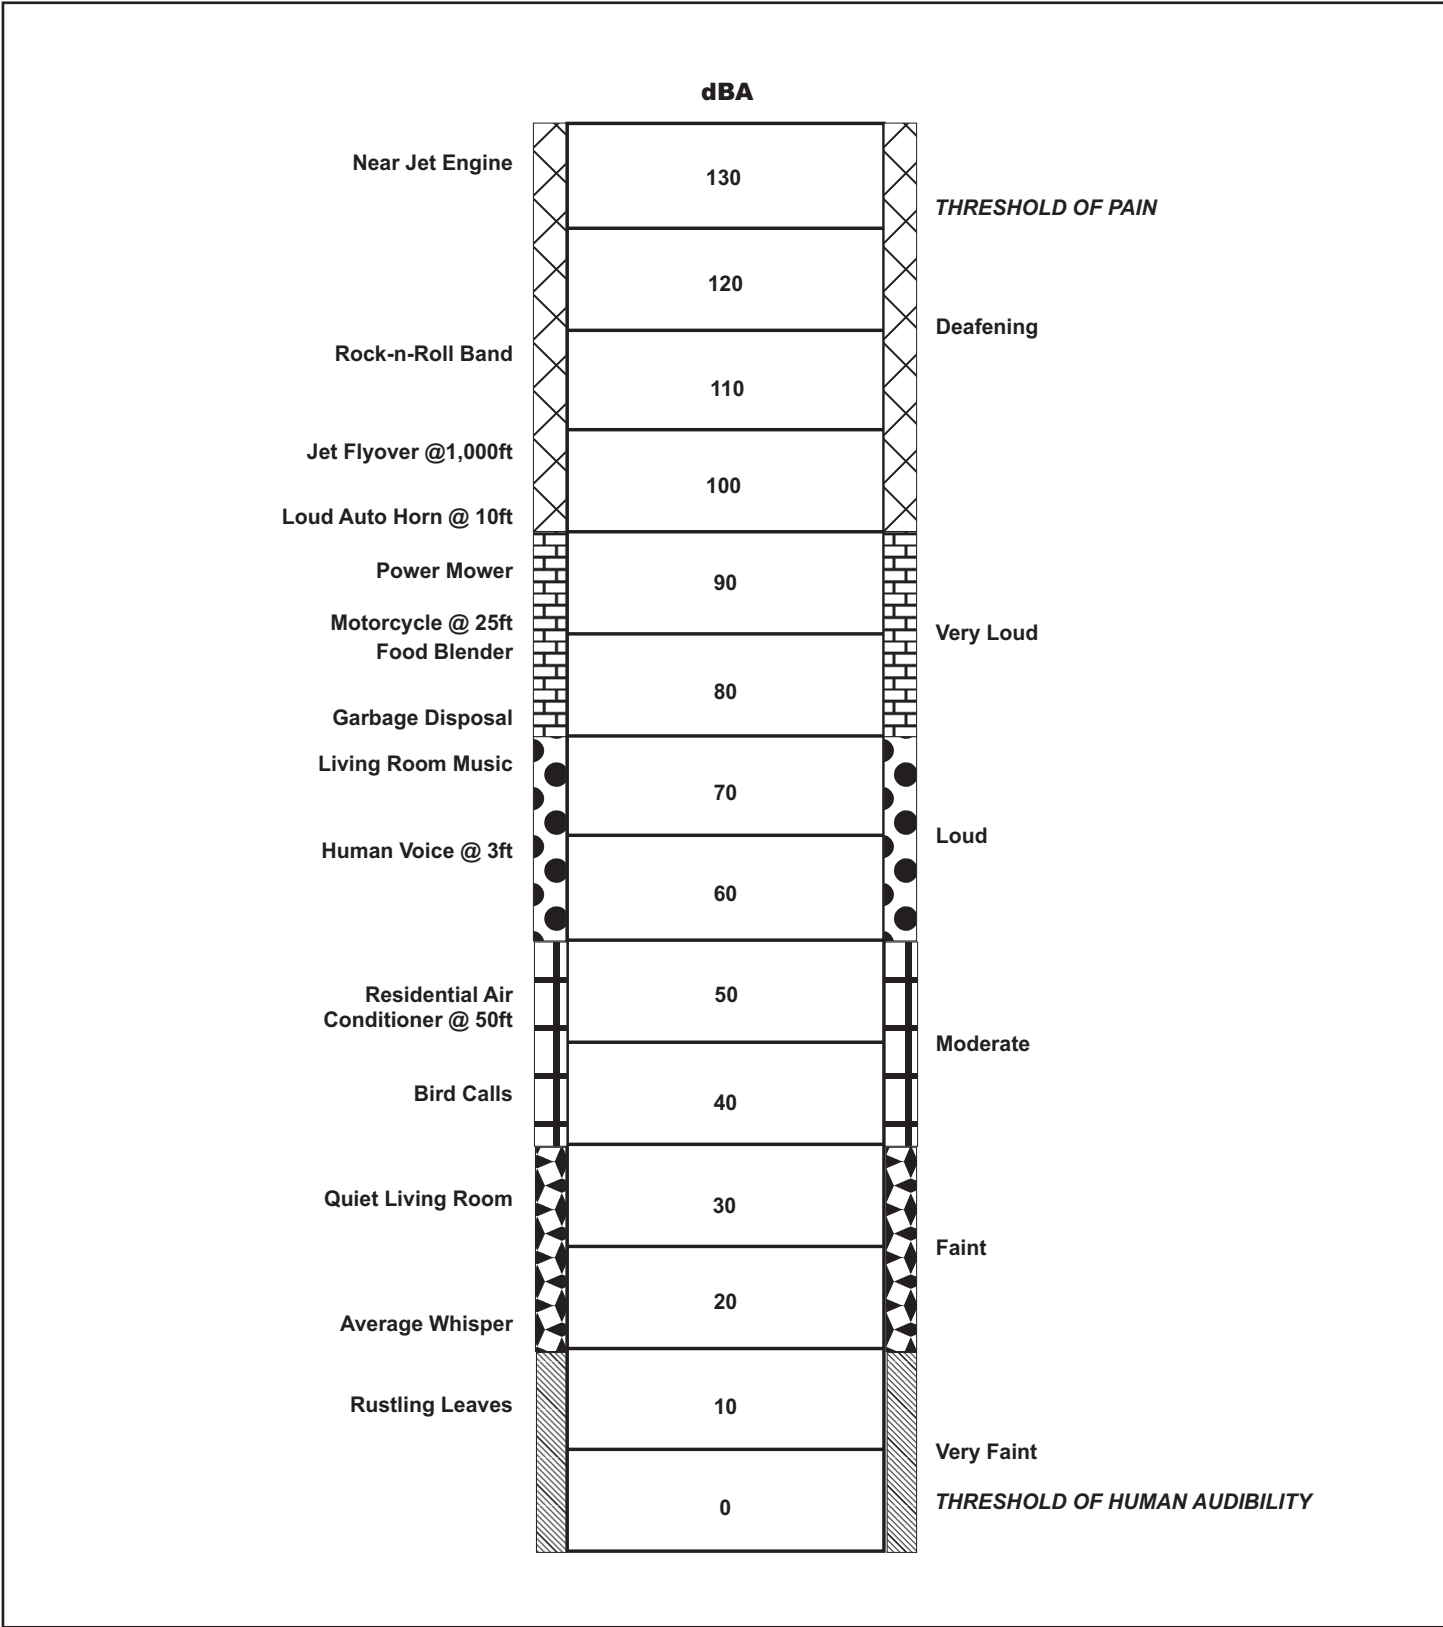 dBA
Near Jet Engine
130
THRESHOLD OF PAIN
120
Deafening
Rock-n-Roll Band
110
Jet Flyover @1,000ft
100
Loud Auto Horn @ 10ft
Power Mower
90
Motorcycle @ 25ft
Very Loud
Food Blender
80
Garbage Disposal
Living Room Music
70
Loud
Human Voice @ 3ft
60
50
Residential Air
Conditioner @ 50ft
Moderate
Bird Calls
40
Quiet Living Room
30
Faint
20
Average Whisper
Rustling Leaves
10
Very Faint
THRESHOLD OF HUMAN AUDIBILITY
0